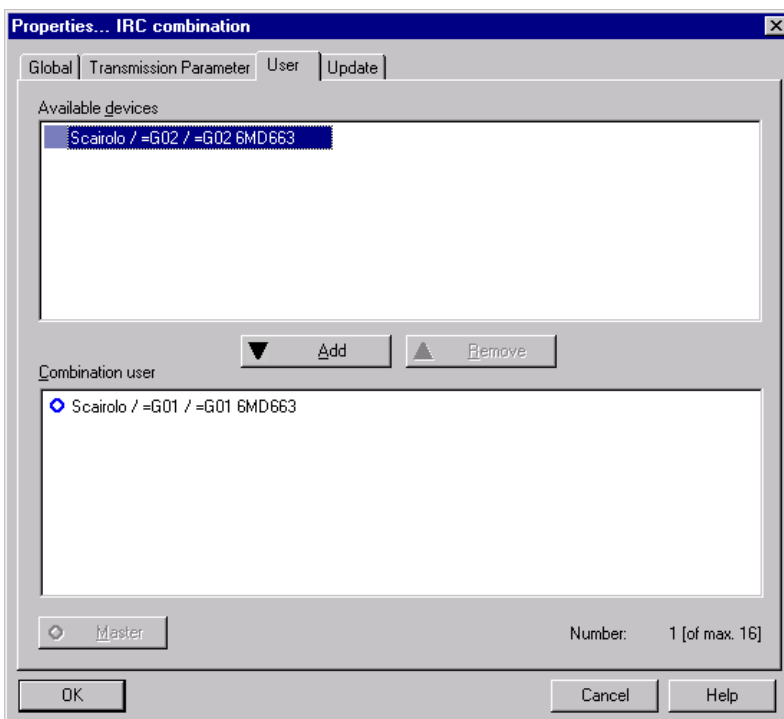 Properties... IRC combination
Global Transmission Parameter User Update
Available devices
Scairolo / =G02 / =G02 6MD663
Add Remove
Combination user
Scairolo / =G01 / =G01 6MD663
Master Number: 1 [of max. 16]
OK Cancel Help